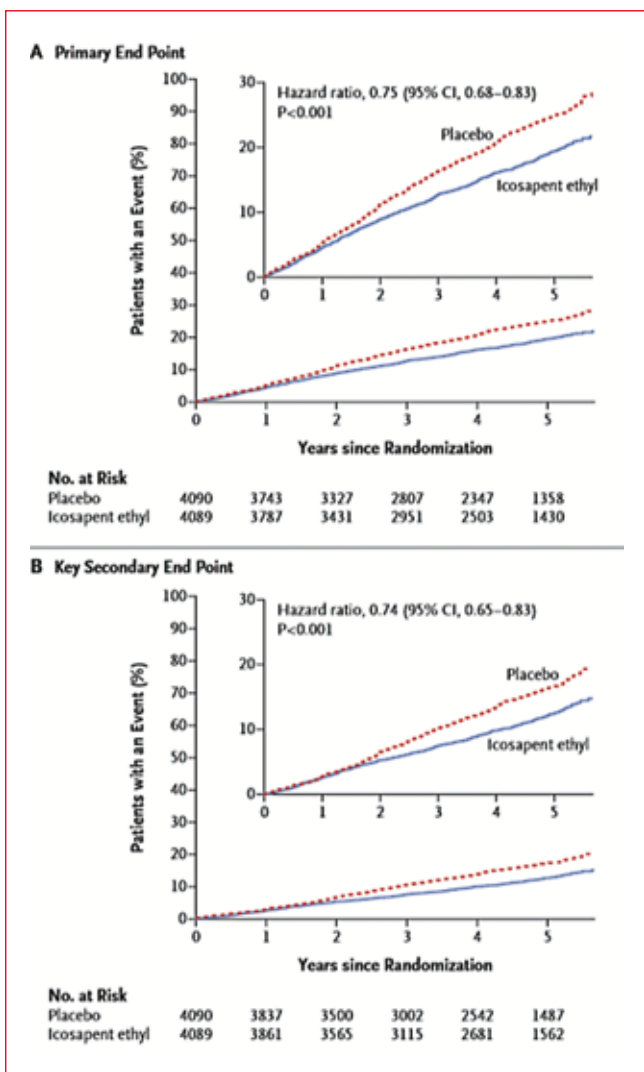 A Primary End Point
Patients with an Event (%)
100
90
80
70
60
50
40
30
20
10
0
30
20
10
0
Hazard ratio, 0.75 (95% CI, 0.68–0.83)
P<0.001
Placebo
Icosapent ethyl
0 1 2 3 4 5
0 1 2 3 4 5
Years since Randomization
No. at Risk
Placebo 4090 3743 3327 2807 2347 1358
Icosapent ethyl 4089 3787 3431 2951 2503 1430
B Key Secondary End Point
Patients with an Event (%)
100
90
80
70
60
50
40
30
20
10
0
30
20
10
0
Hazard ratio, 0.74 (95% CI, 0.65–0.83)
P<0.001
Placebo
Icosapent ethyl
0 1 2 3 4 5
0 1 2 3 4 5
Years since Randomization
No. at Risk
Placebo 4090 3837 3500 3002 2542 1487
Icosapent ethyl 4089 3861 3565 3115 2681 1562